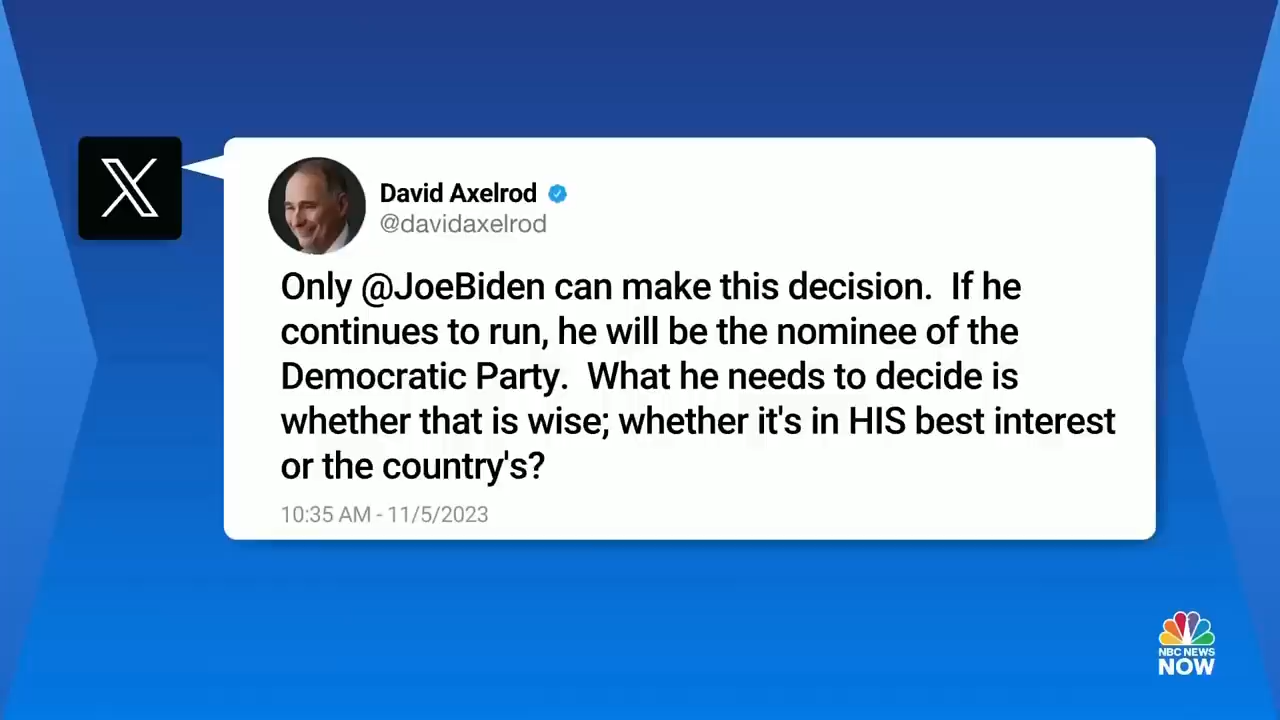 X
David Axelrod
@davidaxelrod
Only @JoeBiden can make this decision.  If he
continues to run, he will be the nominee of the
Democratic Party.  What he needs to decide is
whether that is wise; whether it's in HIS best interest
or the country's?
10:35 AM - 11/5/2023
NBC NEWS
NOW